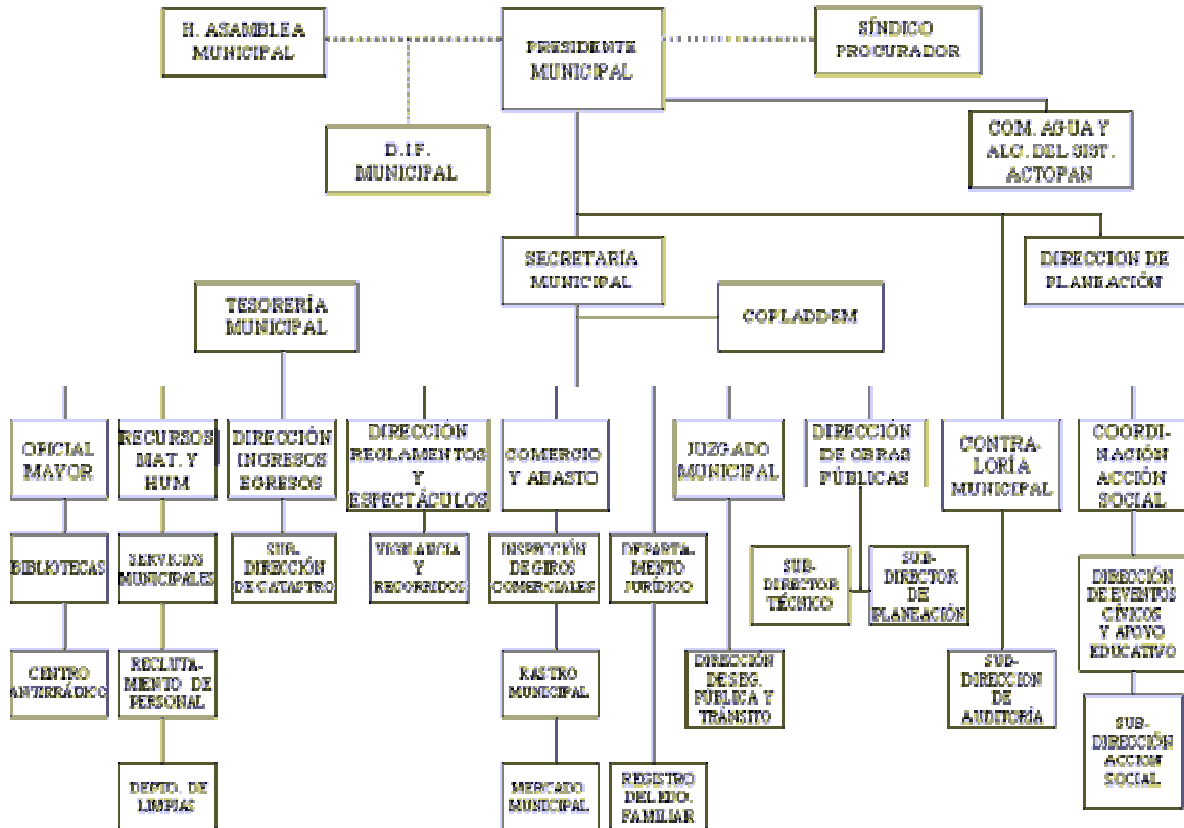 H. ASAMBLEA
MUNICIPAL
PRESIDENTE
MUNICIPAL
SÍNDICO
PROCURADOR
D.IF.
MUNICIPAL
COM. AGUA Y
ALC. DEL SIST.
ACTOPAN
SECRETARÍA
MUNICIPAL
DIRECCION DE
PLANEACIÓN
TESORERÍA
MUNICIPAL
COPLADDEM
OFICIAL
MAYOR
RECURSOS
MAT. Y
HUM
DIRECCIÓN
INGRESOS
EGRESOS
DIRECCIÓN
REGLAMENTOS
Y
ESPECTÁCULOS
COMERCIO
Y ABASTO
JUZGADO
MUNICIPAL
DIRECCIÓN
DE OBRAS
PÚBLICAS
CONTRA-
LORÍA
MUNICIPAL
COORDI-
NACIÓN
ACCIÓN
SOCIAL
BIBLIOTECAS
SERVICIOS
MUNICIPALES
SUB-
DIRECCIÓN
DE CATASTRO
VIGILANCIA
Y
RECORRIDOS
INSPECCIÓN
DE GIROS
COMERCIALES
DEPARTA-
MENTO
JURÍDICO
SUB-
DIRECTOR
TÉCNICO
SUB-
DIRECTOR
DE
PLANEACIÓN
DIRECCIÓN
DE EVENTOS
CÍVICOS
Y APOYO
EDUCATIVO
CENTRO
ANTIRRÁBICO
RECLUTA-
MIENTO DE
PERSONAL
RASTRO
MUNICIPAL
DIRECCIÓN
DE SEG.
PÚBLICA Y
TRÁNSITO
SUB-
DIRECCION
DE
AUDITORÍA
SUB-
DIRECCIÓN
ACCION
SOCIAL
DEPTO. DE
LIMPIAS
MERCADO
MUNICIPAL
REGISTRO
DEL EDO.
FAMILIAR